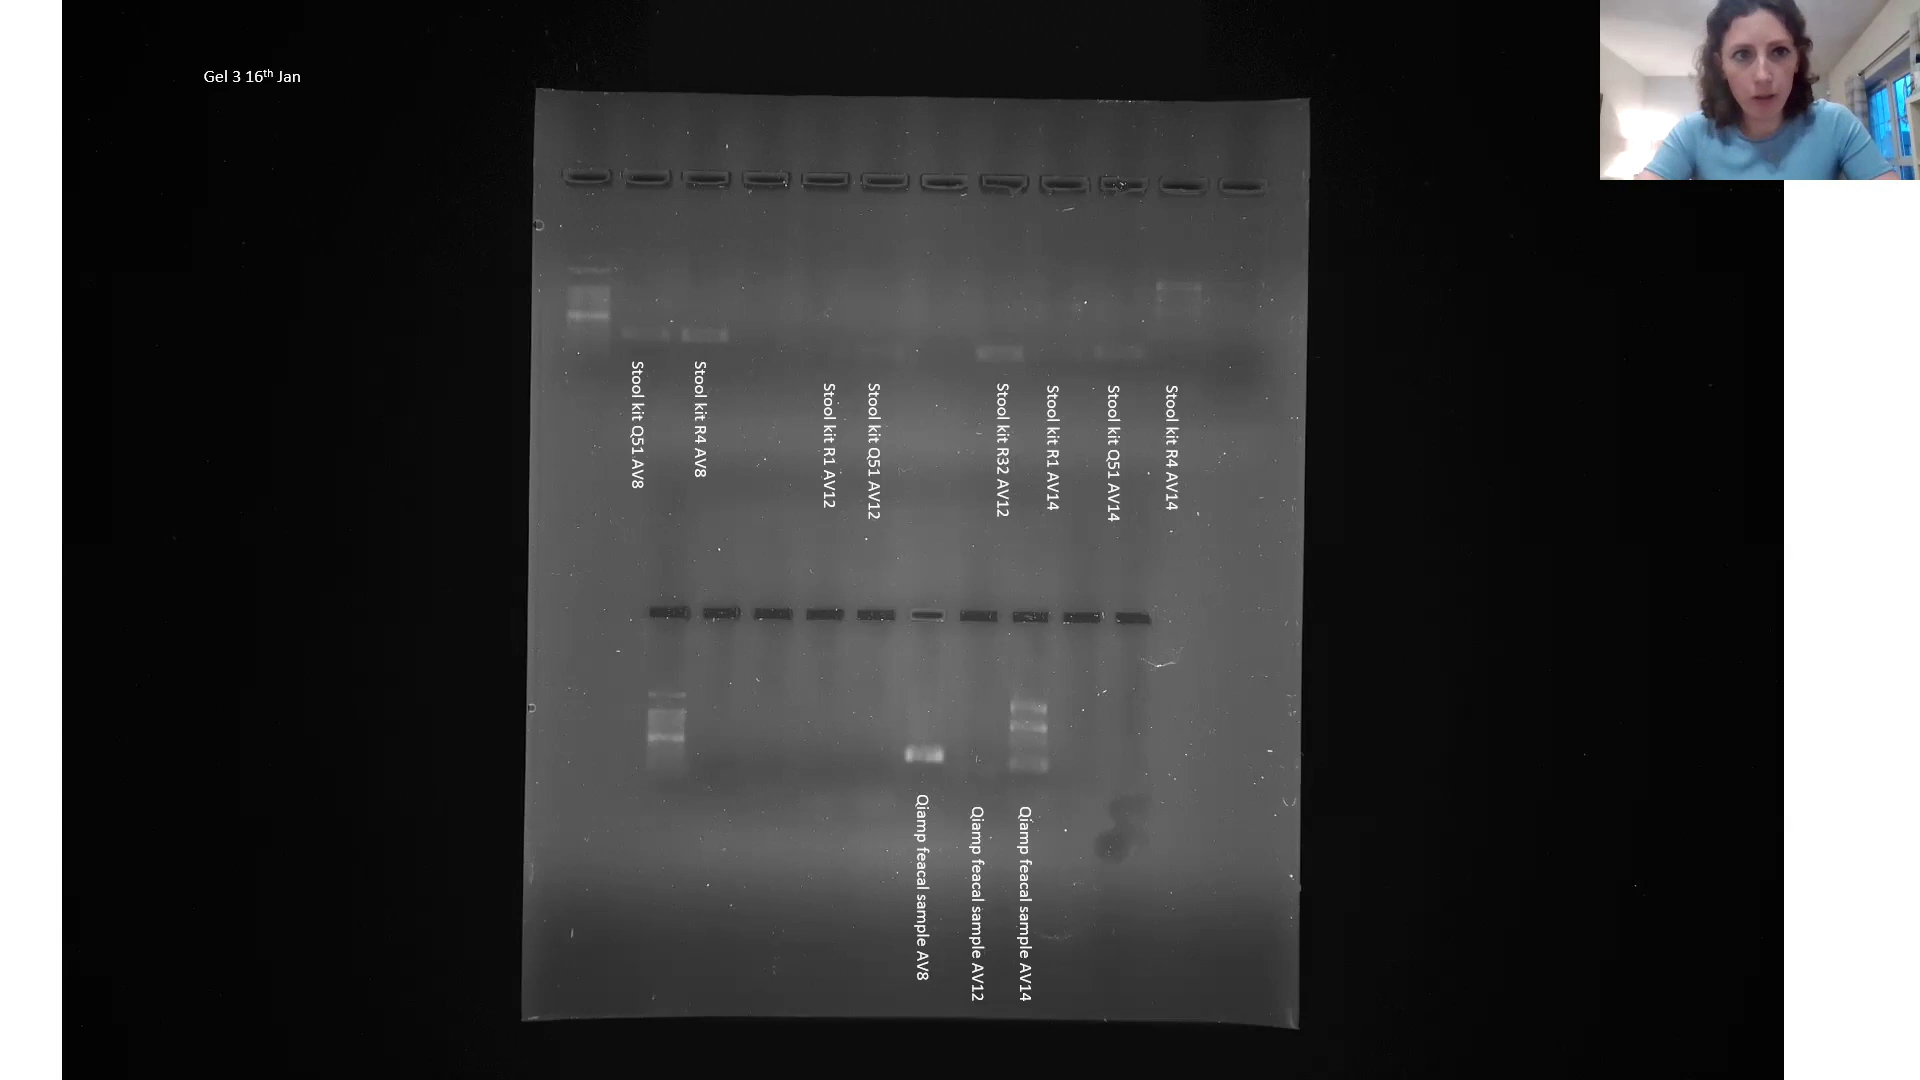 Gel 3 16th Jan
Stool kit Q51 AV8
Stool kit R4 AV8
Stool kit R1 AV12
Stool kit Q51 AV12
Stool kit R32 AV12
Stool kit R1 AV14
Stool kit Q51 AV14
Stool kit R4 AV14
Qiamp feacal sample AV8
Qiamp feacal sample AV12
Qiamp feacal sample AV14